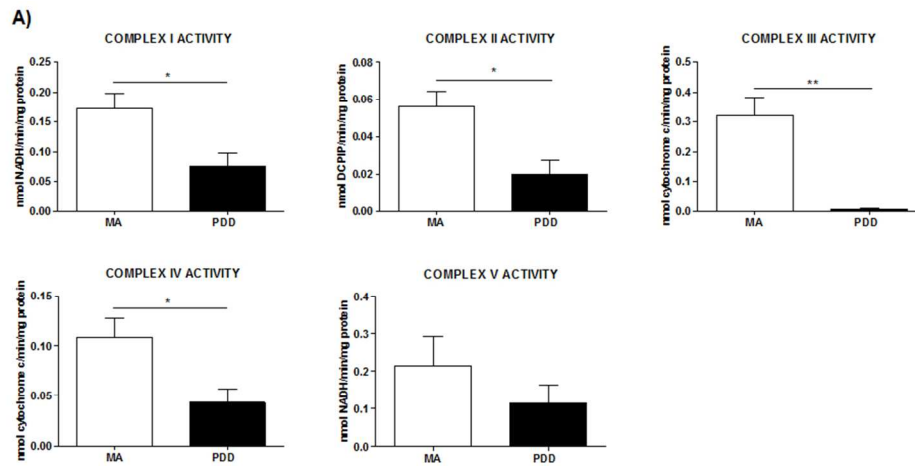 A)
COMPLEX I ACTIVITY
nmol NADH/min/mg protein
0.25
0.20
0.15
0.10
0.05
0.00
*
MA PDD
COMPLEX II ACTIVITY
nmol DCPIP/min/mg protein
0.08
0.06
0.04
0.02
0.00
*
MA PDD
COMPLEX III ACTIVITY
nmol cytochrome c/min/mg protein
0.5
0.4
0.3
0.2
0.1
0.0
**
MA PDD
COMPLEX IV ACTIVITY
nmol cytochrome c/min/mg protein
0.15
0.10
0.05
0.00
*
MA PDD
COMPLEX V ACTIVITY
nmol NADH/min/mg protein
0.4
0.3
0.2
0.1
0
MA PDD